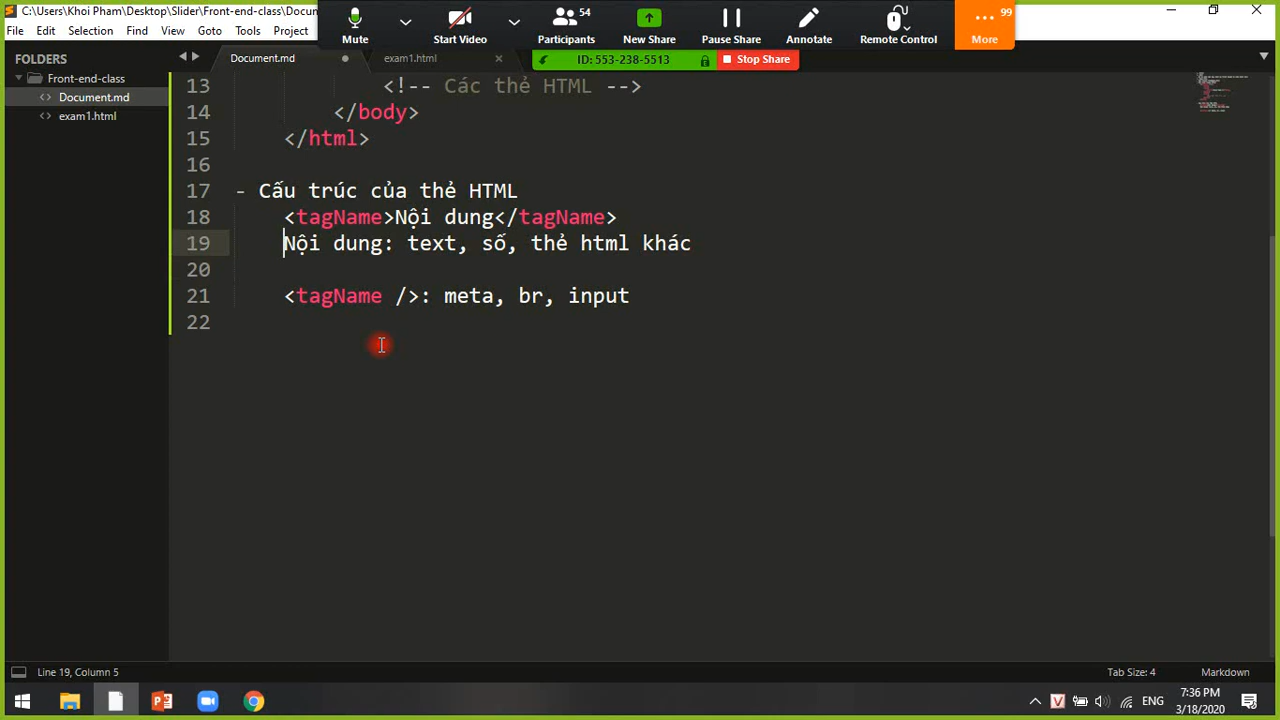 C:\Users\Khoi Pham\Desktop\Slider\Front-end-class\Docum
File Edit Selection Find View Goto Tools Project
Mute
Start Video
54
Participants
New Share
Pause Share
Annotate
Remote Control
99
More
ID: 553-238-5513
Stop Share
FOLDERS
Front-end-class
Document.md
exam1.html
Document.md
exam1.html
13 <!-- Các thẻ HTML -->
14 </body>
15 </html>
16
17 - Cấu trúc của thẻ HTML
18 <tagName>Nội dung</tagName>
19 Nội dung: text, số, thẻ html khác
20
21 <tagName />: meta, br, input
22
Line 19, Column 5
Tab Size: 4
Markdown
ENG
7:36 PM
3/18/2020